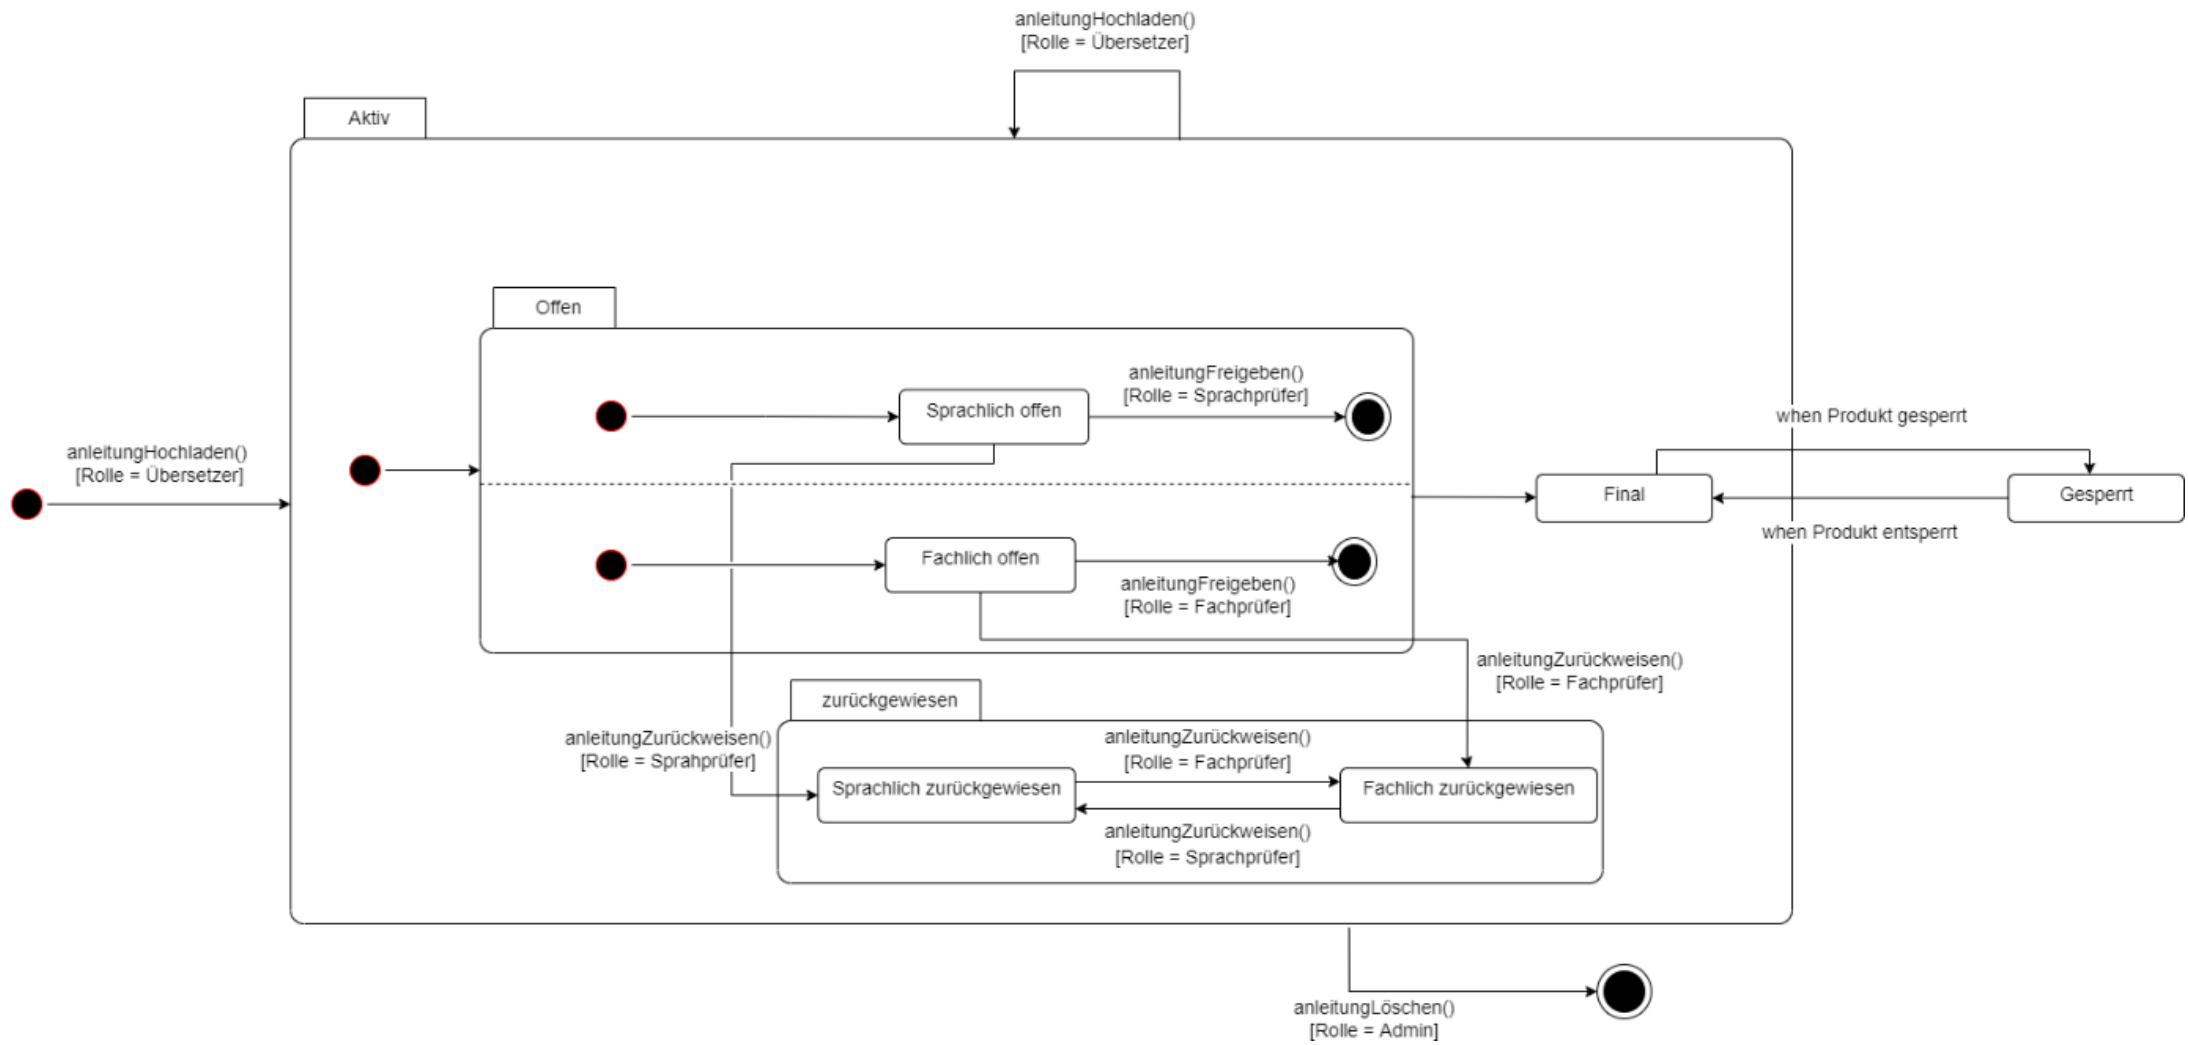 anleitungHochladen()
[Rolle = Übersetzer]
Aktiv
Offen
anleitungFreigeben()
[Rolle = Sprachprüfer]
Sprachlich offen
when Produkt gesperrt
anleitungHochladen()
[Rolle = Übersetzer]
Final
Gesperrt
when Produkt entsperrt
Fachlich offen
anleitungFreigeben()
[Rolle = Fachprüfer]
anleitungZurückweisen()
[Rolle = Fachprüfer]
zurückgewiesen
anleitungZurückweisen()
[Rolle = Sprahprüfer]
anleitungZurückweisen()
[Rolle = Fachprüfer]
Sprachlich zurückgewiesen
Fachlich zurückgewiesen
anleitungZurückweisen()
[Rolle = Sprachprüfer]
anleitungLöschen()
[Rolle = Admin]